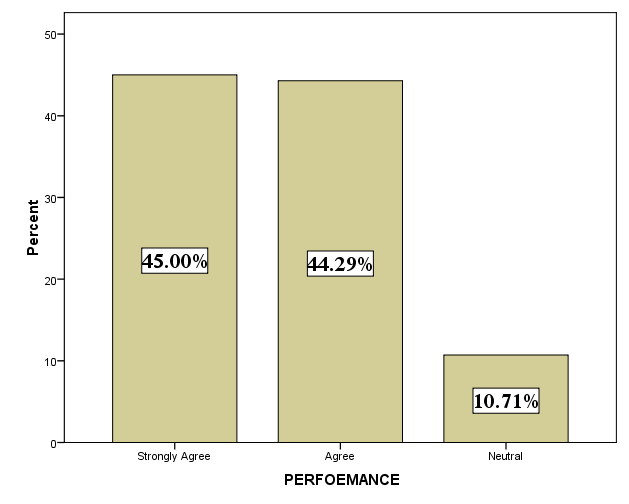 50
40
30
20
10
0
Percent
45.00%
44.29%
10.71%
Strongly Agree
Agree
Neutral
PERFOEMANCE